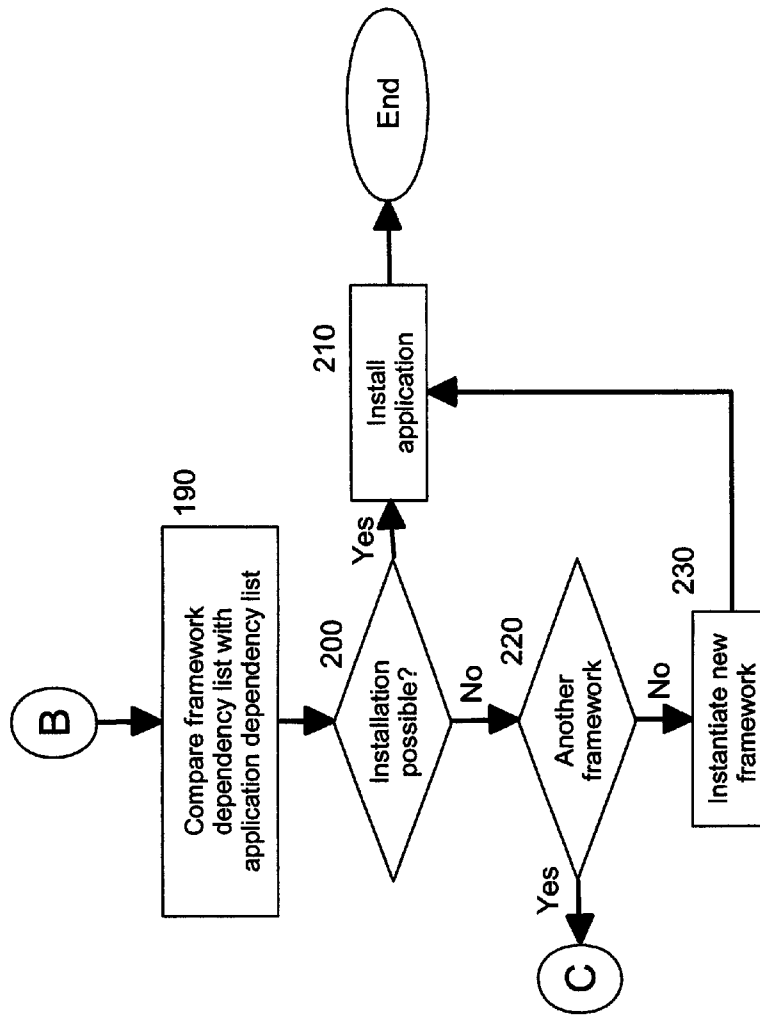 B
190
Compare framework
dependency list with
application dependency list
200
Installation
possible?
Yes
210
Install
application
End
No
220
Another
framework
Yes
C
No
230
Instantiate new
framework